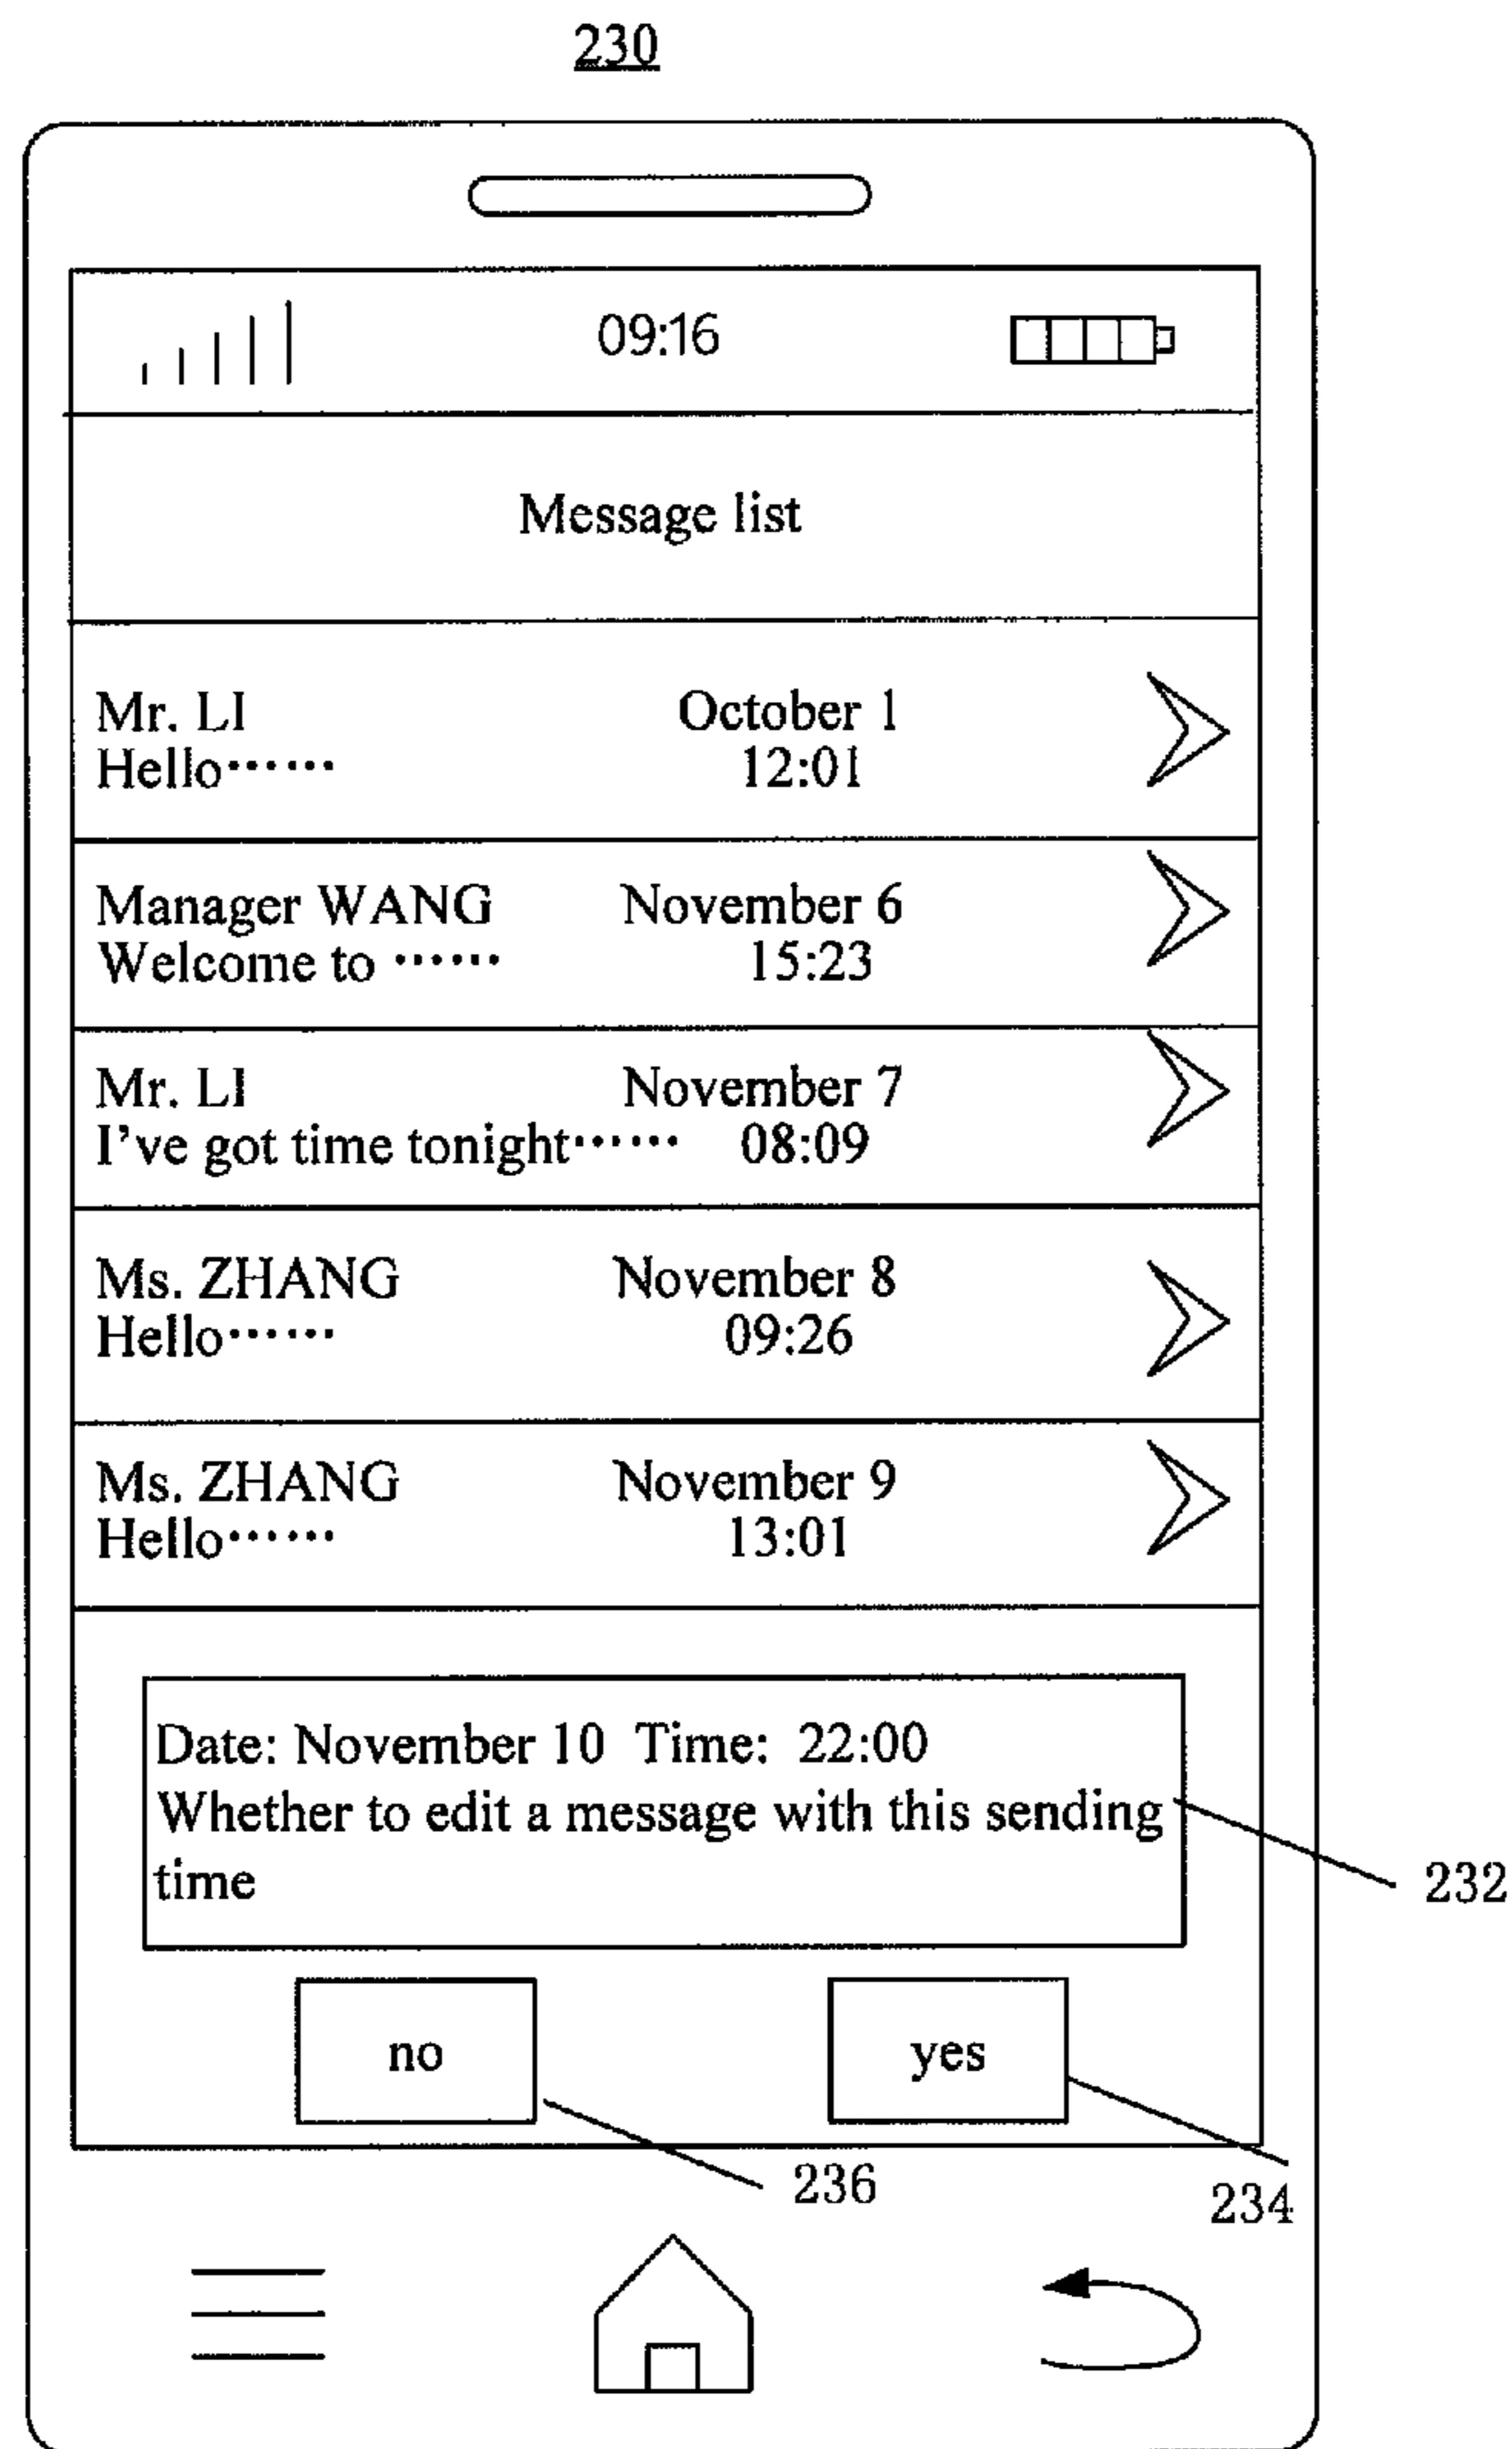 230
09:16
Message list
Mr. LI October 1
Hello…… 12:01
Manager WANG November 6
Welcome to …… 15:23
Mr. LI November 7
I've got time tonight…… 08:09
Ms. ZHANG November 8
Hello…… 09:26
Ms. ZHANG November 9
Hello…… 13:01
Date: November 10 Time: 22:00
Whether to edit a message with this sending
time
232
no yes
236
234